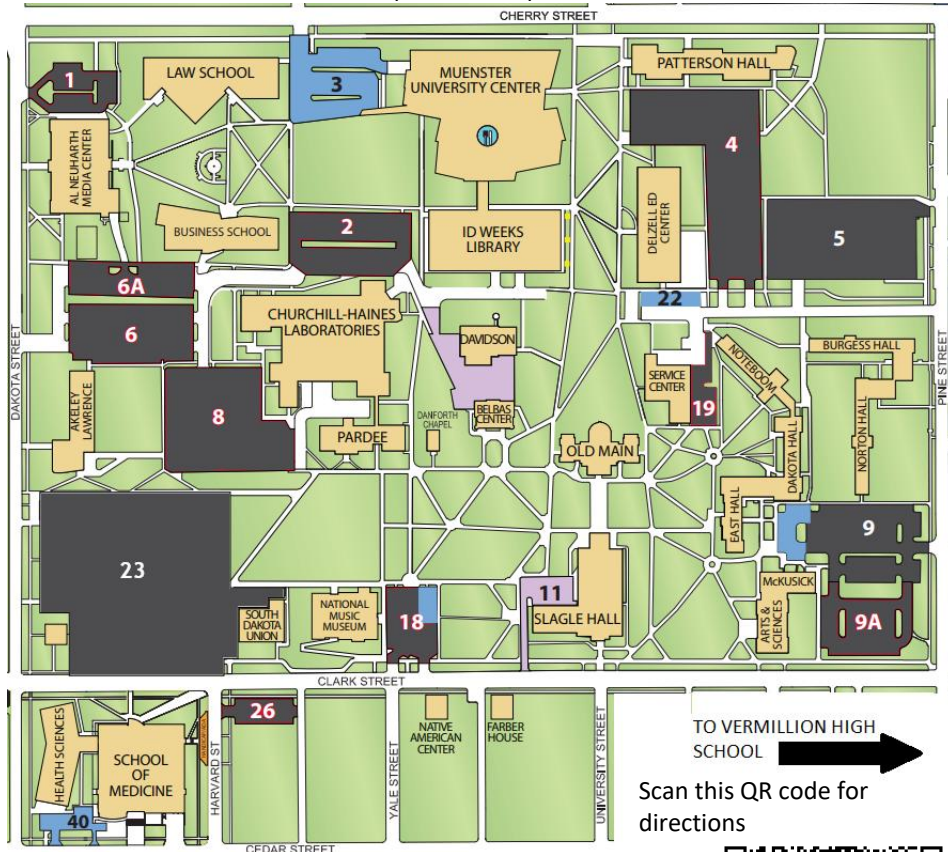 CHERRY STREET
1
LAW SCHOOL
3
MUENSTER
UNIVERSITY CENTER
PATTERSON HALL
4
AL NEUHARTH
MEDIA CENTER
BUSINESS SCHOOL
2
ID WEEKS
LIBRARY
DELZELL ED
CENTER
5
6A
22
6
CHURCHILL-HAINES
LABORATORIES
DAVIDSON
DAKOTA STREET
PINE STREET
SERVICE
CENTER
NOTEBOOM
BURGESS HALL
AKELEY
LAWRENCE
8
DANFORTH
CHAPEL
BELBAS
CENTER
19
NORTON HALL
PARDEE
OLD MAIN
DAKOTA HALL
EAST HALL
9
23
SOUTH
DAKOTA
UNION
NATIONAL
MUSIC
MUSEUM
18
11
SLAGLE HALL
McKUSICK
ARTS &
SCIENCES
9A
CLARK STREET
HEALTH SCIENCES
SCHOOL
OF
MEDICINE
40
HARVARD ST
26
YALE STREET
NATIVE
AMERICAN
CENTER
FARBER
HOUSE
UNIVERSITY STREET
CEDAR STREET
TO VERMILLION HIGH
SCHOOL
Scan this QR code for
directions